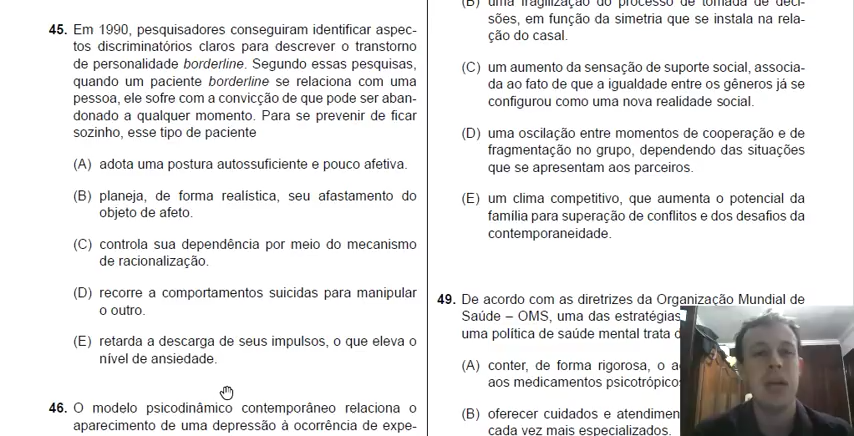 45. Em 1990, pesquisadores conseguiram identificar aspec-
tos discriminatórios claros para descrever o transtorno
de personalidade borderline. Segundo essas pesquisas,
quando um paciente borderline se relaciona com uma
pessoa, ele sofre com a convicção de que pode ser aban-
donado a qualquer momento. Para se prevenir de ficar
sozinho, esse tipo de paciente
(A) adota uma postura autossuficiente e pouco afetiva.
(B) planeja, de forma realística, seu afastamento do
objeto de afeto.
(C) controla sua dependência por meio do mecanismo
de racionalização.
(D) recorre a comportamentos suicidas para manipular
o outro.
(E) retarda a descarga de seus impulsos, o que eleva o
nível de ansiedade.
46. O modelo psicodinâmico contemporâneo relaciona o
aparecimento de uma depressão à ocorrência de expe-
(B) uma fragilização do processo de tomada de deci-
sões, em função da simetria que se instala na rela-
ção do casal.
(C) um aumento da sensação de suporte social, associa-
da ao fato de que a igualdade entre os gêneros já se
configurou como uma nova realidade social.
(D) uma oscilação entre momentos de cooperação e de
fragmentação no grupo, dependendo das situações
que se apresentam aos parceiros.
(E) um clima competitivo, que aumenta o potencial da
família para superação de conflitos e dos desafios da
contemporaneidade.
49. De acordo com as diretrizes da Organização Mundial de
Saúde – OMS, uma das estratégias
uma política de saúde mental trata
(A) conter, de forma rigorosa, o
aos medicamentos psicotrópico
(B) oferecer cuidados e atendimen
cada vez mais especializados.